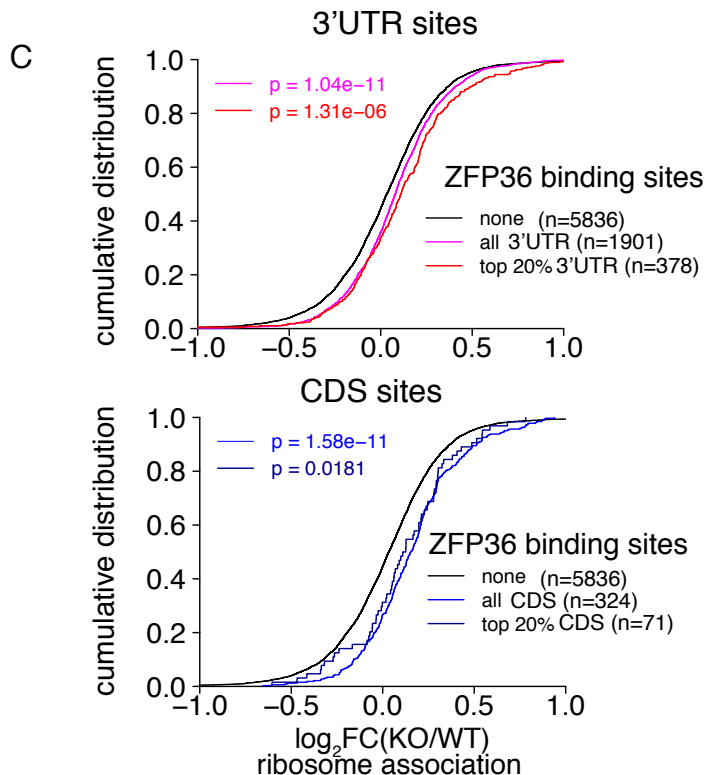 C
3'UTR sites
cumulative distribution
1.0
0.8
0.6
0.4
0.2
0.0
p = 1.04e−11
p = 1.31e−06
ZFP36 binding sites
none (n=5836)
all 3'UTR (n=1901)
top 20% 3'UTR (n=378)
−1.0 −0.5 0.0 0.5 1.0
CDS sites
cumulative distribution
1.0
0.8
0.6
0.4
0.2
0.0
p = 1.58e−11
p = 0.0181
ZFP36 binding sites
none (n=5836)
all CDS (n=324)
top 20% CDS (n=71)
−1.0 −0.5 0.0 0.5 1.0
log₂FC(KO/WT)
ribosome association